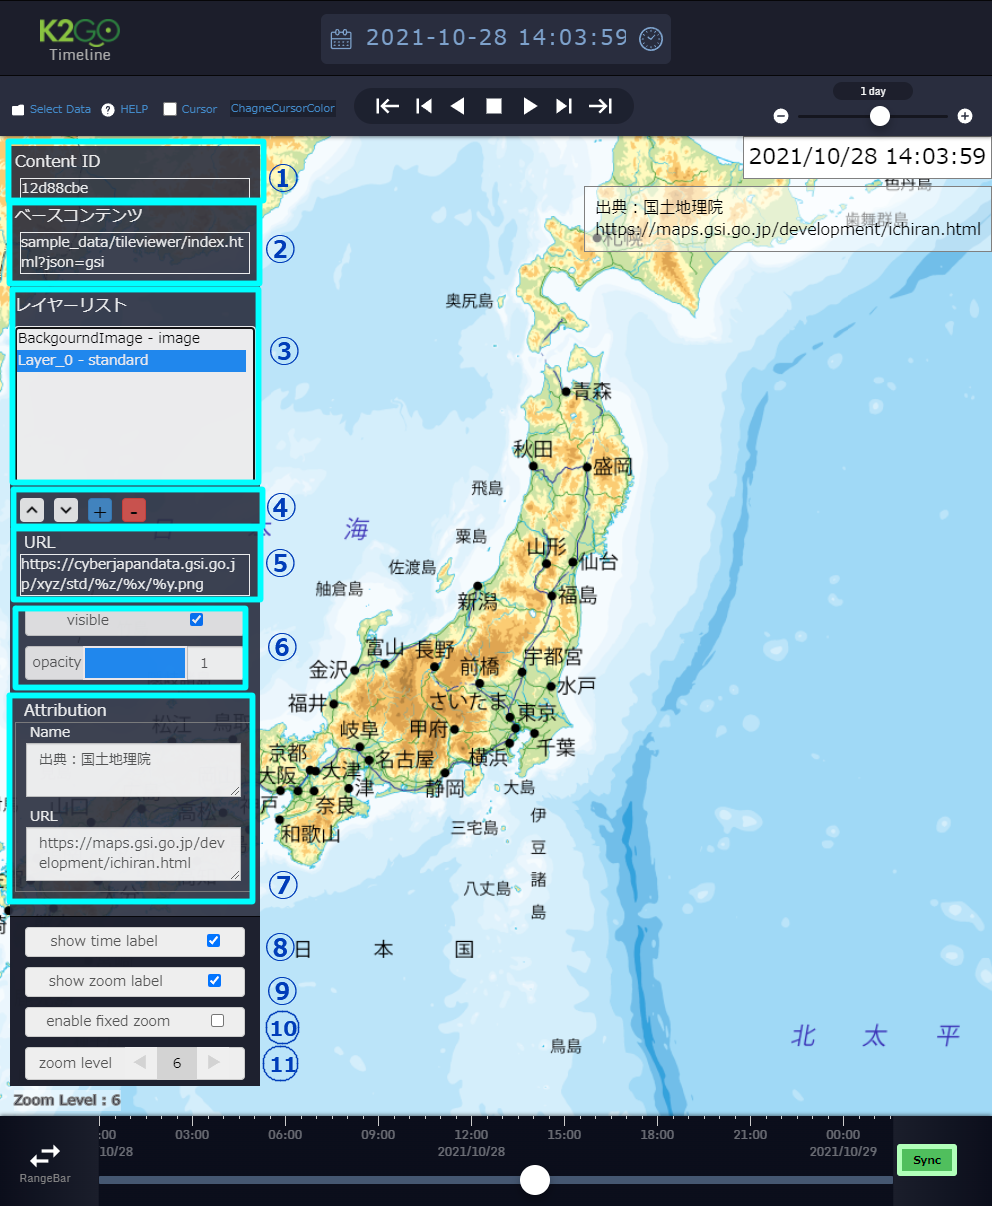 K2GO
Timeline
2021-10-28 14:03:59
Select Data
HELP
Cursor
ChagneCursorColor
1 day
2021/10/28 14:03:59
出典：国土地理院
https://maps.gsi.go.jp/development/ichiran.html
色丹島
歯舞群島
札幌
Content ID
①
12d88cbe
ベースコンテンツ
②
sample_data/tileviewer/index.ht
ml?json=gsi
レイヤーリスト
③
BackgourndImage - image
Layer_0 - standard
④
+
-
URL
⑤
https://cyberjapandata.gsi.go.j
p/xyz/std/%z/%x/%y.png
visible
⑥
opacity
1
Attribution
Name
出典：国土地理院
URL
https://maps.gsi.go.jp/dev
elopment/ichiran.html
⑦
show time label
⑧
show zoom label
⑨
enable fixed zoom
⑩
zoom level
6
⑪
奥尻島
青森
秋田
盛岡
飛島
日 本 海
粟島
山形
仙台
佐渡島
舳倉島
新潟
福島
富山
長野
宇都宮
金沢
前橋
水戸
福井
さいたま
東京
岐阜
甲府
千葉
京都
名古屋
横浜
松江
鳥取
大阪
大津
津
静岡
大島
戸
奈良
山口
高松
和歌山
三宅島
伊
豆
諸
島
八丈島
大分
日 本 国
鳥島
北 太 平
Zoom Level : 6
:00
03:00
06:00
09:00
12:00
15:00
18:00
21:00
00:00
10/28
2021/10/28
2021/10/29
RangeBar
Sync